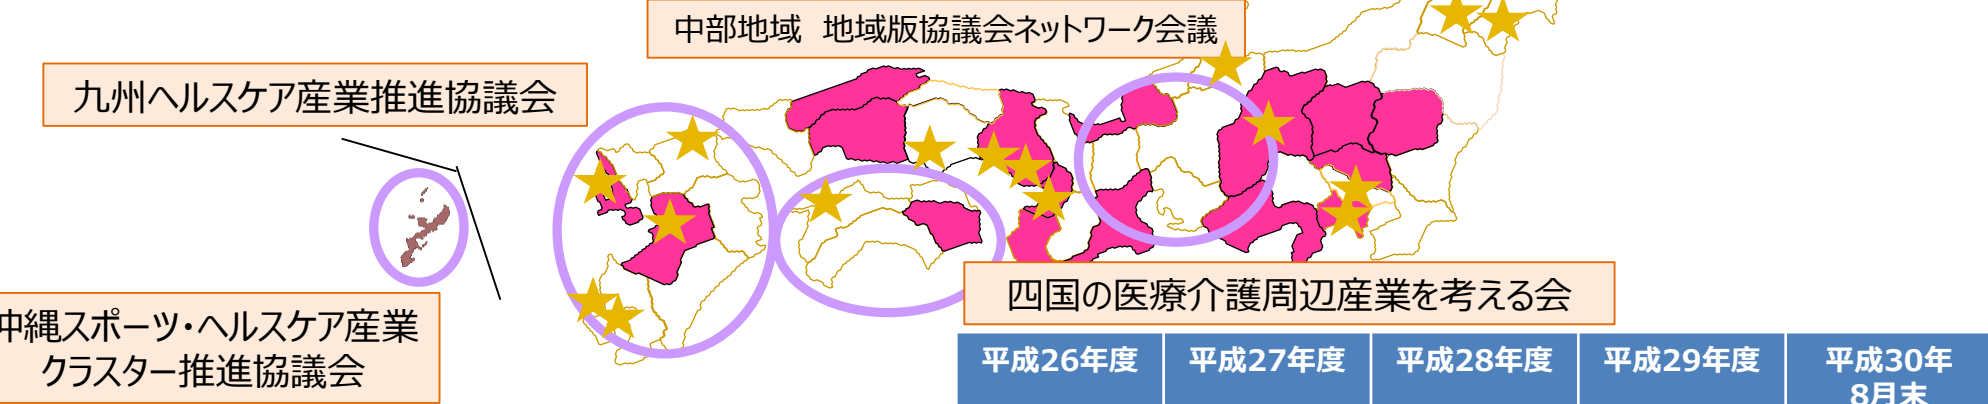 中部地域　地域版協議会ネットワーク会議
九州ヘルスケア産業推進協議会
四国の医療介護周辺産業を考える会
沖縄スポーツ・ヘルスケア産業
クラスター推進協議会
平成26年度 平成27年度 平成28年度 平成29年度 平成30年
8月末